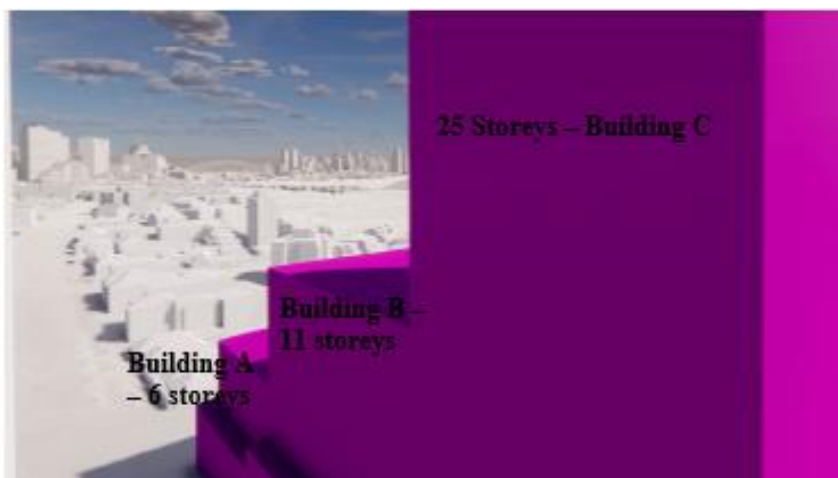 25 Storeys – Building C
Building B –
11 storeys
Building A
– 6 storeys